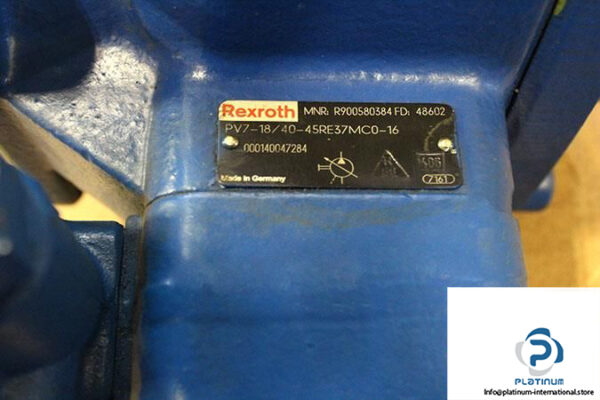 Rexroth MNR: R900580384 FD: 48602
PV7-18/40-45RE37MC0-16
000140047284
Made in Germany
7161
PLATINUM
https://platinum-international.store/